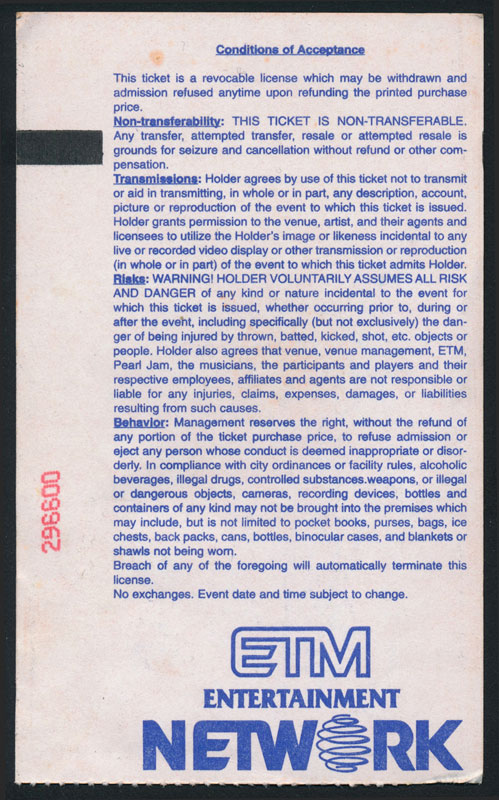 Conditions of Acceptance
This ticket is a revocable license which may be withdrawn and
admission refused anytime upon refunding the printed purchase
price.
Non-transferability: THIS TICKET IS NON-TRANSFERABLE.
Any transfer, attempted transfer, resale or attempted resale is
grounds for seizure and cancellation without refund or other com-
pensation.
Transmissions: Holder agrees by use of this ticket not to transmit
or aid in transmitting, in whole or in part, any description, account,
picture or reproduction of the event to which this ticket is issued.
Holder grants permission to the venue, artist, and their agents and
licensees to utilize the Holder's image or likeness incidental to any
live or recorded video display or other transmission or reproduction
(in whole or in part) of the event to which this ticket admits Holder.
Risks: WARNING! HOLDER VOLUNTARILY ASSUMES ALL RISK
AND DANGER of any kind or nature incidental to the event for
which this ticket is issued, whether occurring prior to, during or
after the event, including specifically (but not exclusively) the dan-
ger of being injured by thrown, batted, kicked, shot, etc. objects or
people. Holder also agrees that venue, venue management, ETM,
Pearl Jam, the musicians, the participants and players and their
respective employees, affiliates and agents are not responsible or
liable for any injuries, claims, expenses, damages, or liabilities
resulting from such causes.
Behavior: Management reserves the right, without the refund of
any portion of the ticket purchase price, to refuse admission or
eject any person whose conduct is deemed inappropriate or disor-
derly. In compliance with city ordinances or facility rules, alcoholic
beverages, illegal drugs, controlled substances.weapons, or illegal
or dangerous objects, cameras, recording devices, bottles and
containers of any kind may not be brought into the premises which
may include, but is not limited to pocket books, purses, bags, ice
chests, back packs, cans, bottles, binocular cases, and blankets or
shawls not being worn.
Breach of any of the foregoing will automatically terminate this
license.
No exchanges. Event date and time subject to change.
296600
ETM
ENTERTAINMENT
NETWORK